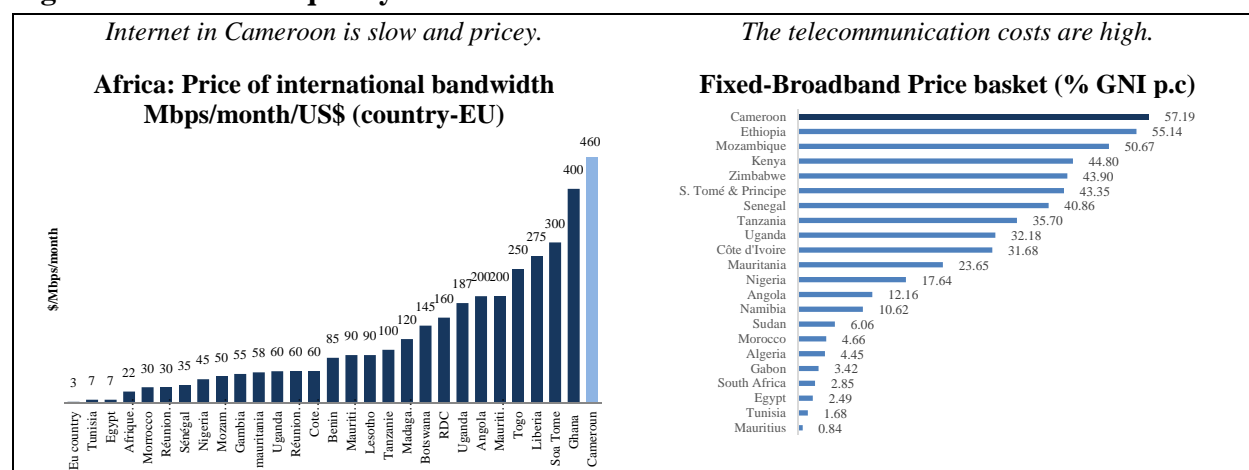 Internet in Cameroon is slow and pricey.
Africa: Price of international bandwidth
Mbps/month/US$ (country-EU)
$/Mbps/month
3
7
7
22
30
30
35
45
50
55
58
60
60
60
85
90
90
100
120
145
160
187
200
200
250
275
300
400
460
Eu country
Tunisia
Egypt
Afrique…
Morrocco
Réunion…
Sénégal
Nigeria
Mozam…
Gambia
mauritania
Uganda
Réunion…
Cote…
Benin
Mauriti…
Lesotho
Tanzanie
Madaga…
Botswana
RDC
Uganda
Angola
Mauriti…
Togo
Liberia
Soa Tome
Ghana
Cameroun
The telecommunication costs are high.
Fixed-Broadband Price basket (% GNI p.c)
Cameroon 57.19
Ethiopia 55.14
Mozambique 50.67
Kenya 44.80
Zimbabwe 43.90
S. Tomé & Principe 43.35
Senegal 40.86
Tanzania 35.70
Uganda 32.18
Côte d'Ivoire 31.68
Mauritania 23.65
Nigeria 17.64
Angola 12.16
Namibia 10.62
Sudan 6.06
Morocco 4.66
Algeria 4.45
Gabon 3.42
South Africa 2.85
Egypt 2.49
Tunisia 1.68
Mauritius 0.84